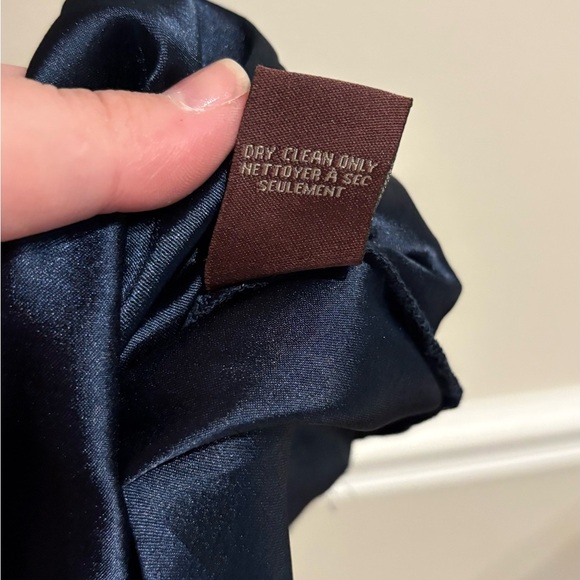 DRY CLEAN ONLY
NETTOYER À SEC
SEULEMENT